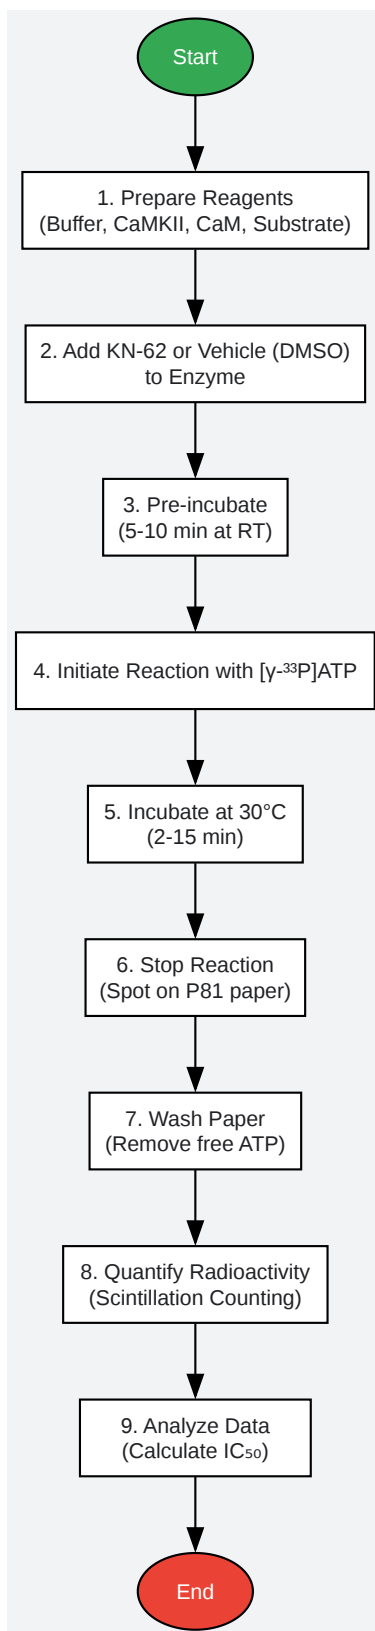 Start
1. Prepare Reagents
(Buffer, CaMKII, CaM, Substrate)
2. Add KN-62 or Vehicle (DMSO)
to Enzyme
3. Pre-incubate
(5-10 min at RT)
4. Initiate Reaction with [γ-³³P]ATP
5. Incubate at 30°C
(2-15 min)
6. Stop Reaction
(Spot on P81 paper)
7. Wash Paper
(Remove free ATP)
8. Quantify Radioactivity
(Scintillation Counting)
9. Analyze Data
(Calculate IC₅₀)
End